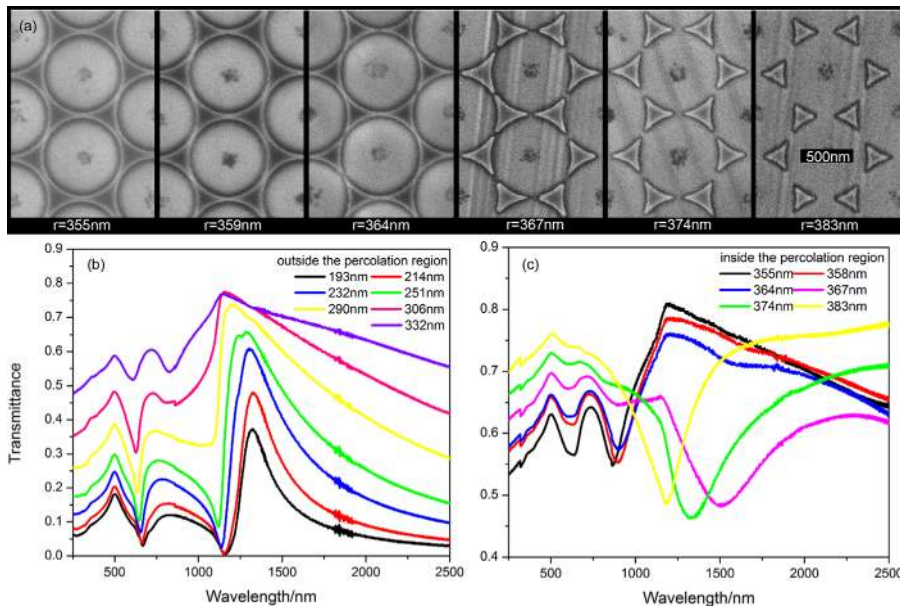 (a)
500nm
r=355nm r=359nm r=364nm r=367nm r=374nm r=383nm
(b)
outside the percolation region
193nm 214nm
232nm 251nm
290nm 306nm
332nm
0.9
0.8
0.7
0.6
0.5
0.4
0.3
0.2
0.1
0.0
Transmittance
500 1000 1500 2000 2500
Wavelength/nm
(c)
inside the percolation region
355nm 358nm
364nm 367nm
374nm 383nm
0.9
0.8
0.7
0.6
0.5
0.4
500 1000 1500 2000 2500
Wavelength/nm